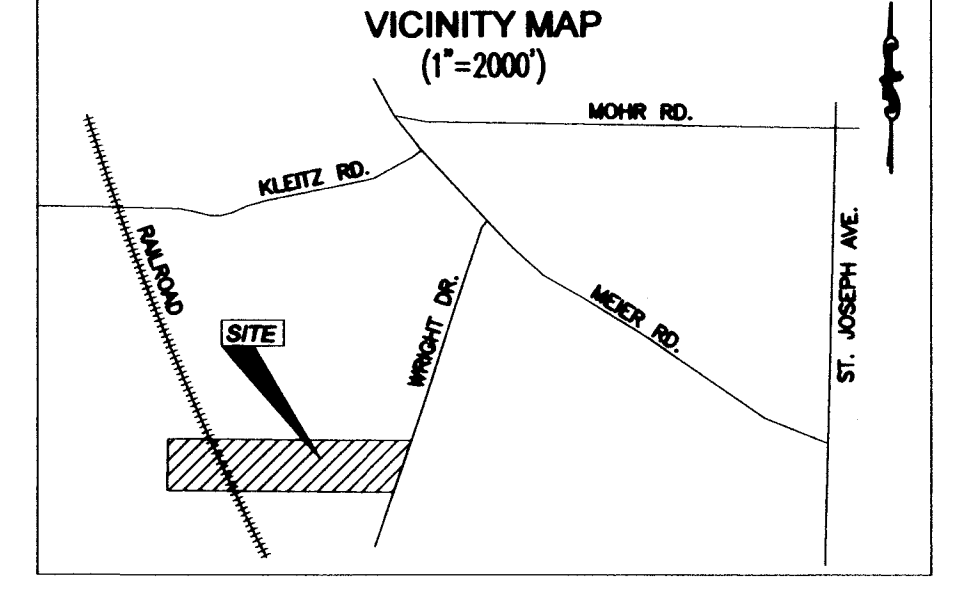 VICINITY MAP
(1"=2000')
MOHR RD.
KLEITZ RD.
RAILROAD
ST. JOSEPH AVE.
SITE
WRIGHT DR.
MEIER RD.